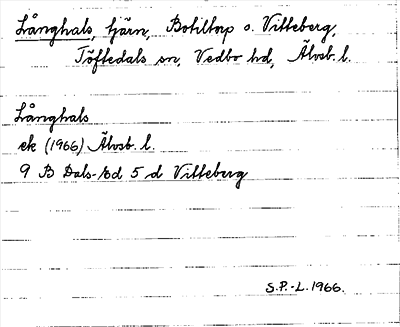 Långhals, tjärn, Botiltorp o. Vitteberg,
Töftedals sn, Vedbo hd, Älvsb. l.
Långhals
ek (1966) Älvsb. l.
9 B Dals-Ed 5 d Vitteberg
S.P.-L. 1966.